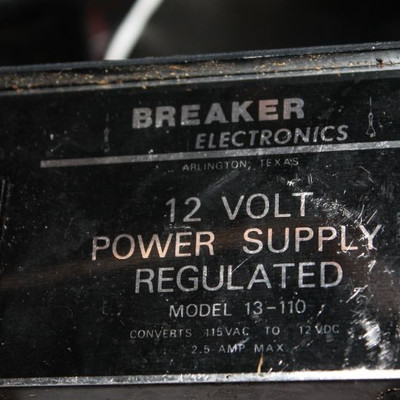 BREAKER
ELECTRONICS
ARLINGTON, TEXAS
12 VOLT
POWER SUPPLY
REGULATED
MODEL 13-110
CONVERTS 115VAC TO 12VDC
2.5 AMP MAX